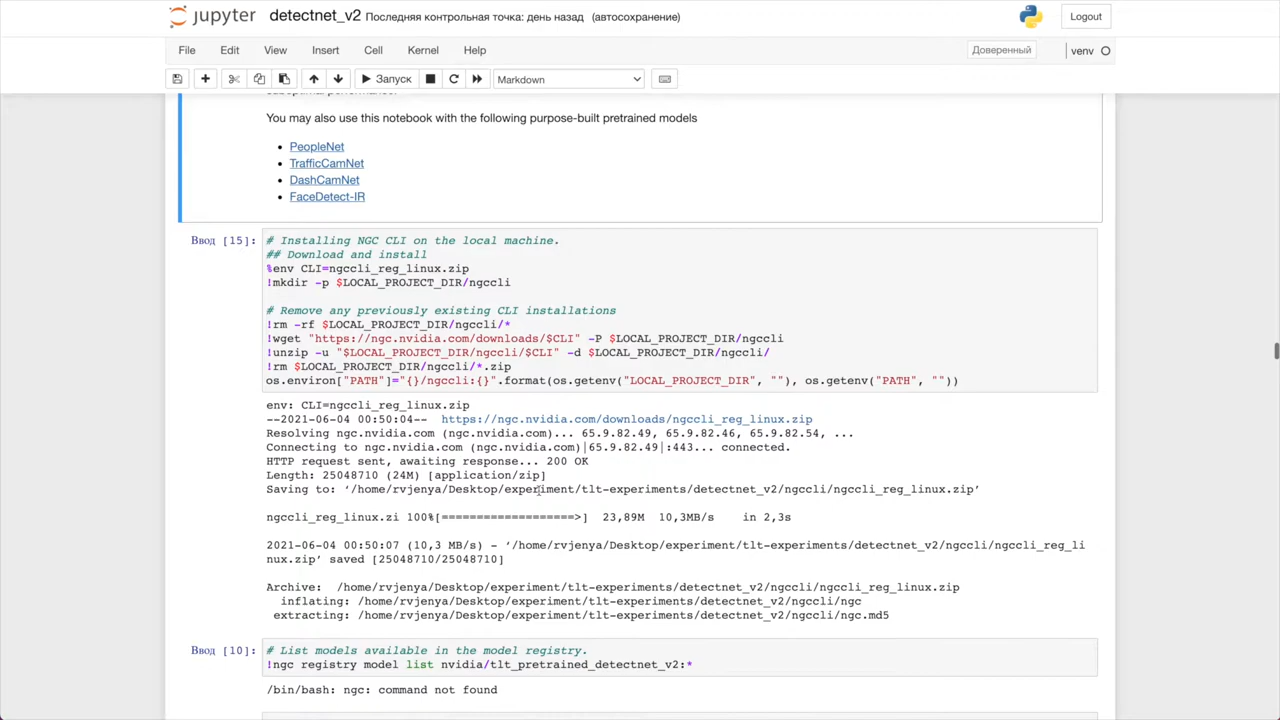 jupyter detectnet_v2 Последняя контрольная точка: день назад (автосохранение) Logout
File Edit View Insert Cell Kernel Help Доверенный venv
Запуск Markdown
You may also use this notebook with the following purpose-built pretrained models
PeopleNet
TrafficCamNet
DashCamNet
FaceDetect-IR
Ввод [15]: # Installing NGC CLI on the local machine.
## Download and install
%env CLI=ngccli_reg_linux.zip
!mkdir -p $LOCAL_PROJECT_DIR/ngccli
# Remove any previously existing CLI installations
!rm -rf $LOCAL_PROJECT_DIR/ngccli/*
!wget "https://ngc.nvidia.com/downloads/$CLI" -P $LOCAL_PROJECT_DIR/ngccli
!unzip -u "$LOCAL_PROJECT_DIR/ngccli/$CLI" -d $LOCAL_PROJECT_DIR/ngccli/
!rm $LOCAL_PROJECT_DIR/ngccli/*.zip
os.environ["PATH"]="{}/ngccli:{}".format(os.getenv("LOCAL_PROJECT_DIR", ""), os.getenv("PATH", ""))
env: CLI=ngccli_reg_linux.zip
--2021-06-04 00:50:04-- https://ngc.nvidia.com/downloads/ngccli_reg_linux.zip
Resolving ngc.nvidia.com (ngc.nvidia.com)... 65.9.82.49, 65.9.82.46, 65.9.82.54, ...
Connecting to ngc.nvidia.com (ngc.nvidia.com)|65.9.82.49|:443... connected.
HTTP request sent, awaiting response... 200 OK
Length: 25048710 (24M) [application/zip]
Saving to: ‘/home/rvjenya/Desktop/experiment/tlt-experiments/detectnet_v2/ngccli/ngccli_reg_linux.zip’
ngccli_reg_linux.zi 100%[===================>] 23,89M 10,3MB/s in 2,3s
2021-06-04 00:50:07 (10,3 MB/s) - ‘/home/rvjenya/Desktop/experiment/tlt-experiments/detectnet_v2/ngccli/ngccli_reg_li
nux.zip’ saved [25048710/25048710]
Archive: /home/rvjenya/Desktop/experiment/tlt-experiments/detectnet_v2/ngccli/ngccli_reg_linux.zip
inflating: /home/rvjenya/Desktop/experiment/tlt-experiments/detectnet_v2/ngccli/ngc
extracting: /home/rvjenya/Desktop/experiment/tlt-experiments/detectnet_v2/ngccli/ngc.md5
Ввод [10]: # List models available in the model registry.
!ngc registry model list nvidia/tlt_pretrained_detectnet_v2:*
/bin/bash: ngc: command not found